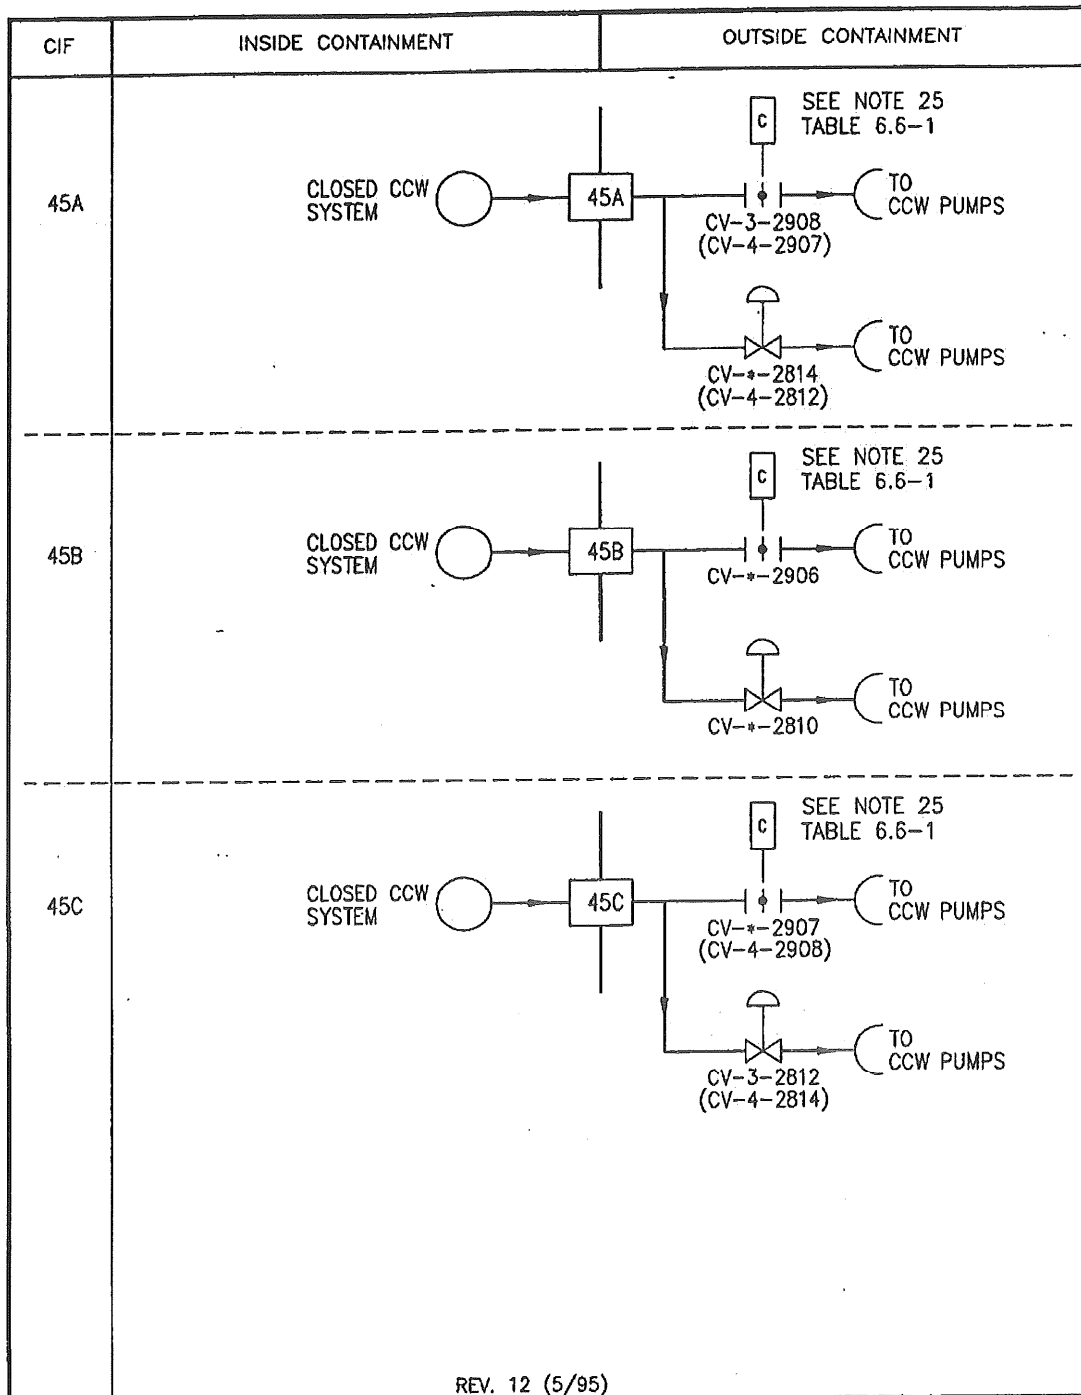 CIF
INSIDE CONTAINMENT
OUTSIDE CONTAINMENT
45A
CLOSED CCW
SYSTEM
45A
C
SEE NOTE 25
TABLE 6.6-1
CV-3-2908
(CV-4-2907)
TO
CCW PUMPS
CV-*-2814
(CV-4-2812)
TO
CCW PUMPS
45B
CLOSED CCW
SYSTEM
45B
C
SEE NOTE 25
TABLE 6.6-1
CV-*-2906
TO
CCW PUMPS
CV-*-2810
TO
CCW PUMPS
45C
CLOSED CCW
SYSTEM
45C
C
SEE NOTE 25
TABLE 6.6-1
CV-*-2907
(CV-4-2908)
TO
CCW PUMPS
CV-3-2812
(CV-4-2814)
TO
CCW PUMPS
REV. 12 (5/95)